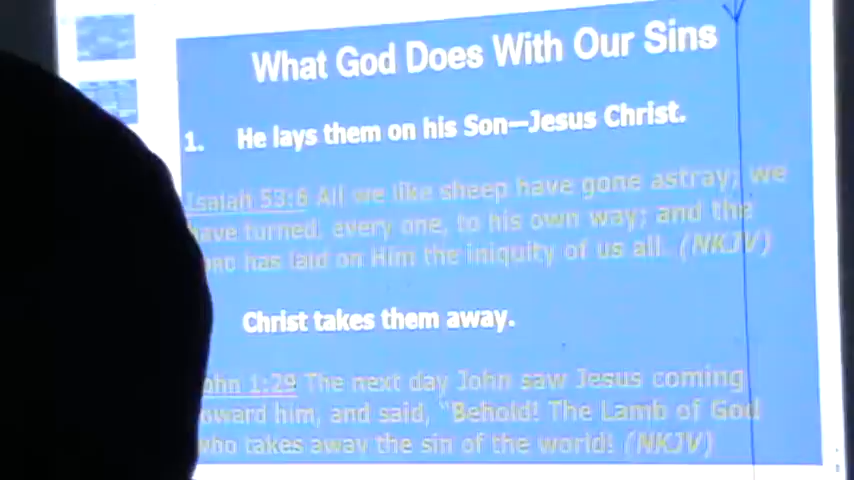 What God Does With Our Sins
1. He lays them on his Son—Jesus Christ.
Isaiah 53:6 All we like sheep have gone astray; we
have turned, every one, to his own way; and the
has laid on Him the iniquity of us all. (NKJV)
Christ takes them away.
ohn 1:29 The next day John saw Jesus coming
oward him, and said, "Behold! The Lamb of God
who takes away the sin of the world! (NKJV)